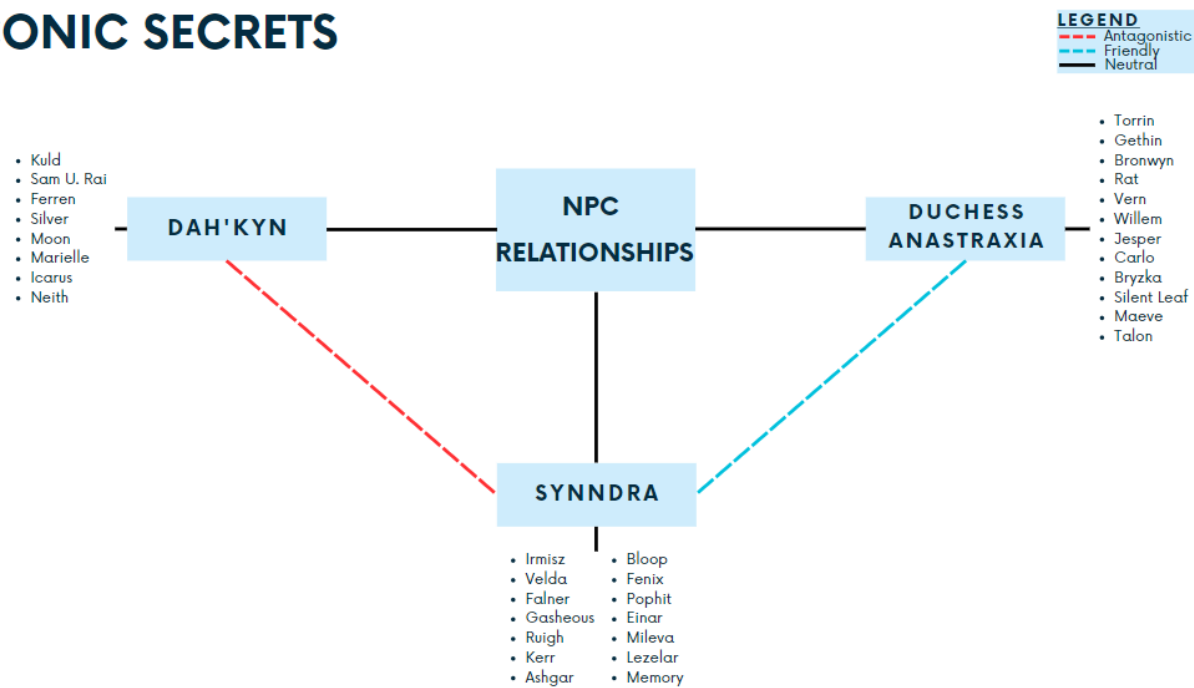 ONIC SECRETS
LEGEND
Antagonistic
Friendly
Neutral
• Kuld
• Sam U. Rai
• Ferren
• Silver
• Moon
• Marielle
• Icarus
• Neith
DAH'KYN
NPC
RELATIONSHIPS
DUCHESS
ANASTRAXIA
• Torrin
• Gethin
• Bronwyn
• Rat
• Vern
• Willem
• Jesper
• Carlo
• Bryzka
• Silent Leaf
• Maeve
• Talon
SYNNDRA
• Irmisz
• Velda
• Falner
• Gasheous
• Ruigh
• Kerr
• Ashgar
• Bloop
• Fenix
• Pophit
• Einar
• Mileva
• Lezelar
• Memory